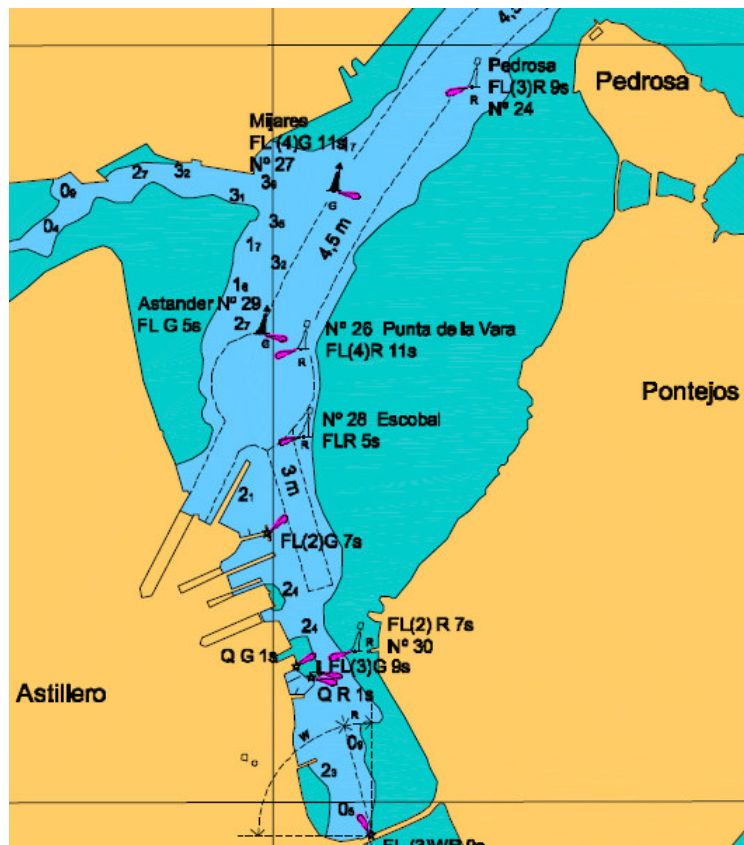 4,5
Pedrosa
FL(3)R 9s
Nº 24
R
Pedrosa
Mijares
FL (4)G 11s
Nº 27
1₇
G
2₇
3₂
0₉
0₄
3₁
3₆
3₆
1₇
3₂
4,5 m
1₈
Astander Nº 29
FL G 5s
2₇
G
Nº 26 Punta de la Vara
FL(4)R 11s
R
Pontejos
Nº 28 Escobal
FLR 5s
R
3 m
2₁
FL(2)G 7s
2₄
2₄
FL(2) R 7s
Nº 30
R
Q G 1s
FL(3)G 9s
Q R 1s
Astillero
R
W
0₉
2₃
0₅